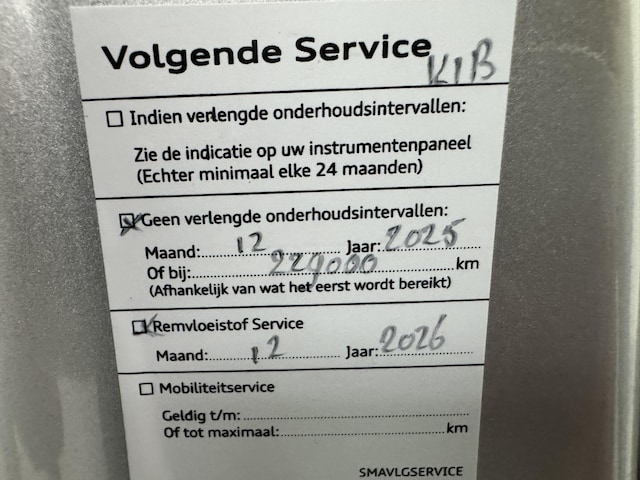 Volgende Service
K1B
Indien verlengde onderhoudsintervallen:
Zie de indicatie op uw instrumentenpaneel
(Echter minimaal elke 24 maanden)
Geen verlengde onderhoudsintervallen:
Maand: 12 Jaar: 2025
Of bij: 229000 km
(Afhankelijk van wat het eerst wordt bereikt)
Remvloeistof Service
Maand: 12 Jaar: 2026
Mobiliteitservice
Geldig t/m:
Of tot maximaal: km
SMAVLGSERVICE